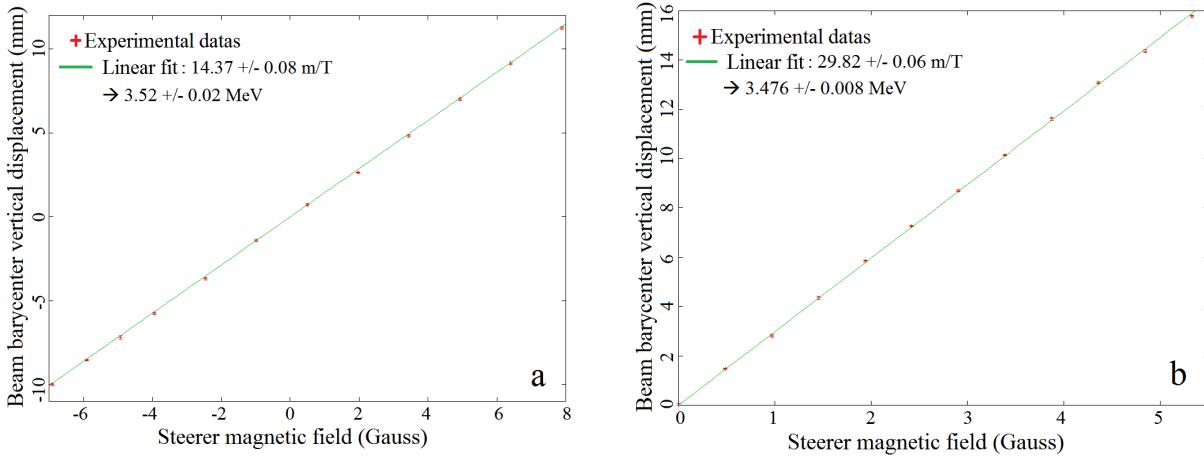 Beam barycenter vertical displacement (mm)
10
5
0
-5
-10
Experimental datas
Linear fit : 14.37 +/- 0.08 m/T
→ 3.52 +/- 0.02 MeV
a
-6 -4 -2 0 2 4 6 8
Steerer magnetic field (Gauss)
Beam barycenter vertical displacement (mm)
16
14
12
10
8
6
4
2
0
Experimental datas
Linear fit : 29.82 +/- 0.06 m/T
→ 3.476 +/- 0.008 MeV
b
0 1 2 3 4 5
Steerer magnetic field (Gauss)